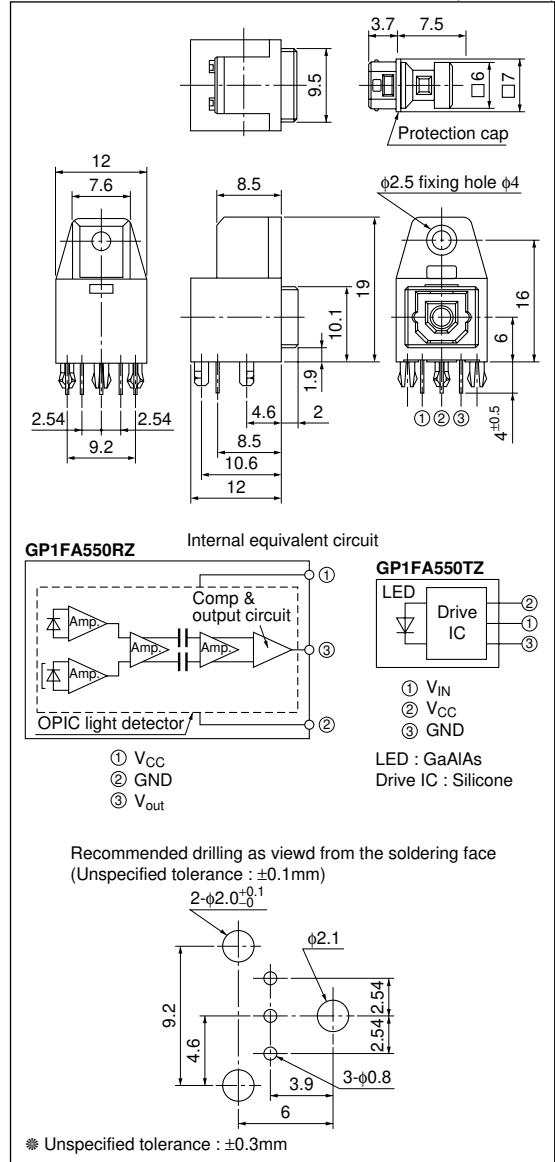 3.7
7.5
9.5
□6
□7
Protection cap
12
7.6
8.5
φ2.5 fixing hole φ4
19
10.1
1.9
16
6
2.54
2.54
9.2
4.6
2
8.5
10.6
12
① ② ③
4±0.5
Internal equivalent circuit
GP1FA550RZ
Amp.
Amp.
Amp.
Amp.
Comp &
output circuit
①
③
②
OPIC light detector
① VCC
② GND
③ Vout
GP1FA550TZ
LED
Drive
IC
②
①
③
① VIN
② VCC
③ GND
LED : GaAlAs
Drive IC : Silicone
Recommended drilling as viewd from the soldering face
(Unspecified tolerance : ±0.1mm)
2-φ2.0+0.1 −0
φ2.1
9.2
4.6
2.54
2.54
3-φ0.8
3.9
6
❊ Unspecified tolerance : ±0.3mm